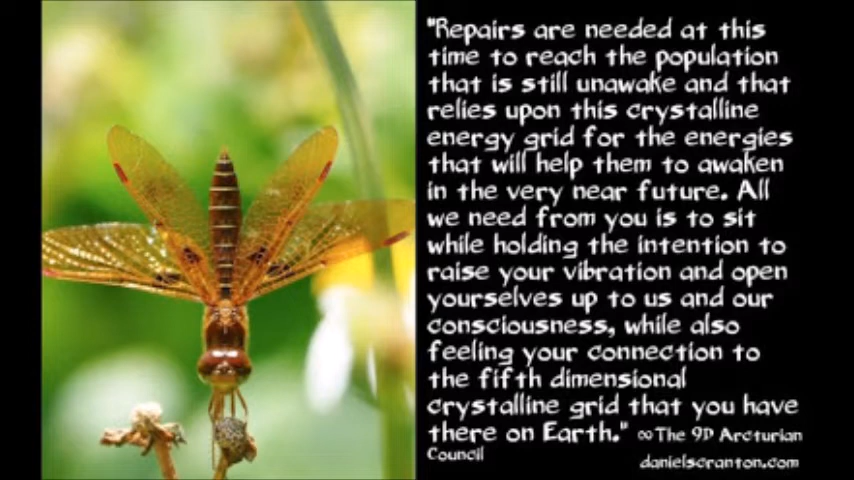 "Repairs are needed at this
time to reach the population
that is still unawake and that
relies upon this crystalline
energy grid for the energies
that will help them to awaken
in the very near future. All
we need from you is to sit
while holding the intention to
raise your vibration and open
yourselves up to us and our
consciousness, while also
feeling your connection to
the fifth dimensional
crystalline grid that you have
there on Earth." ∞The 9D Arcturian
Council
danielscranton.com